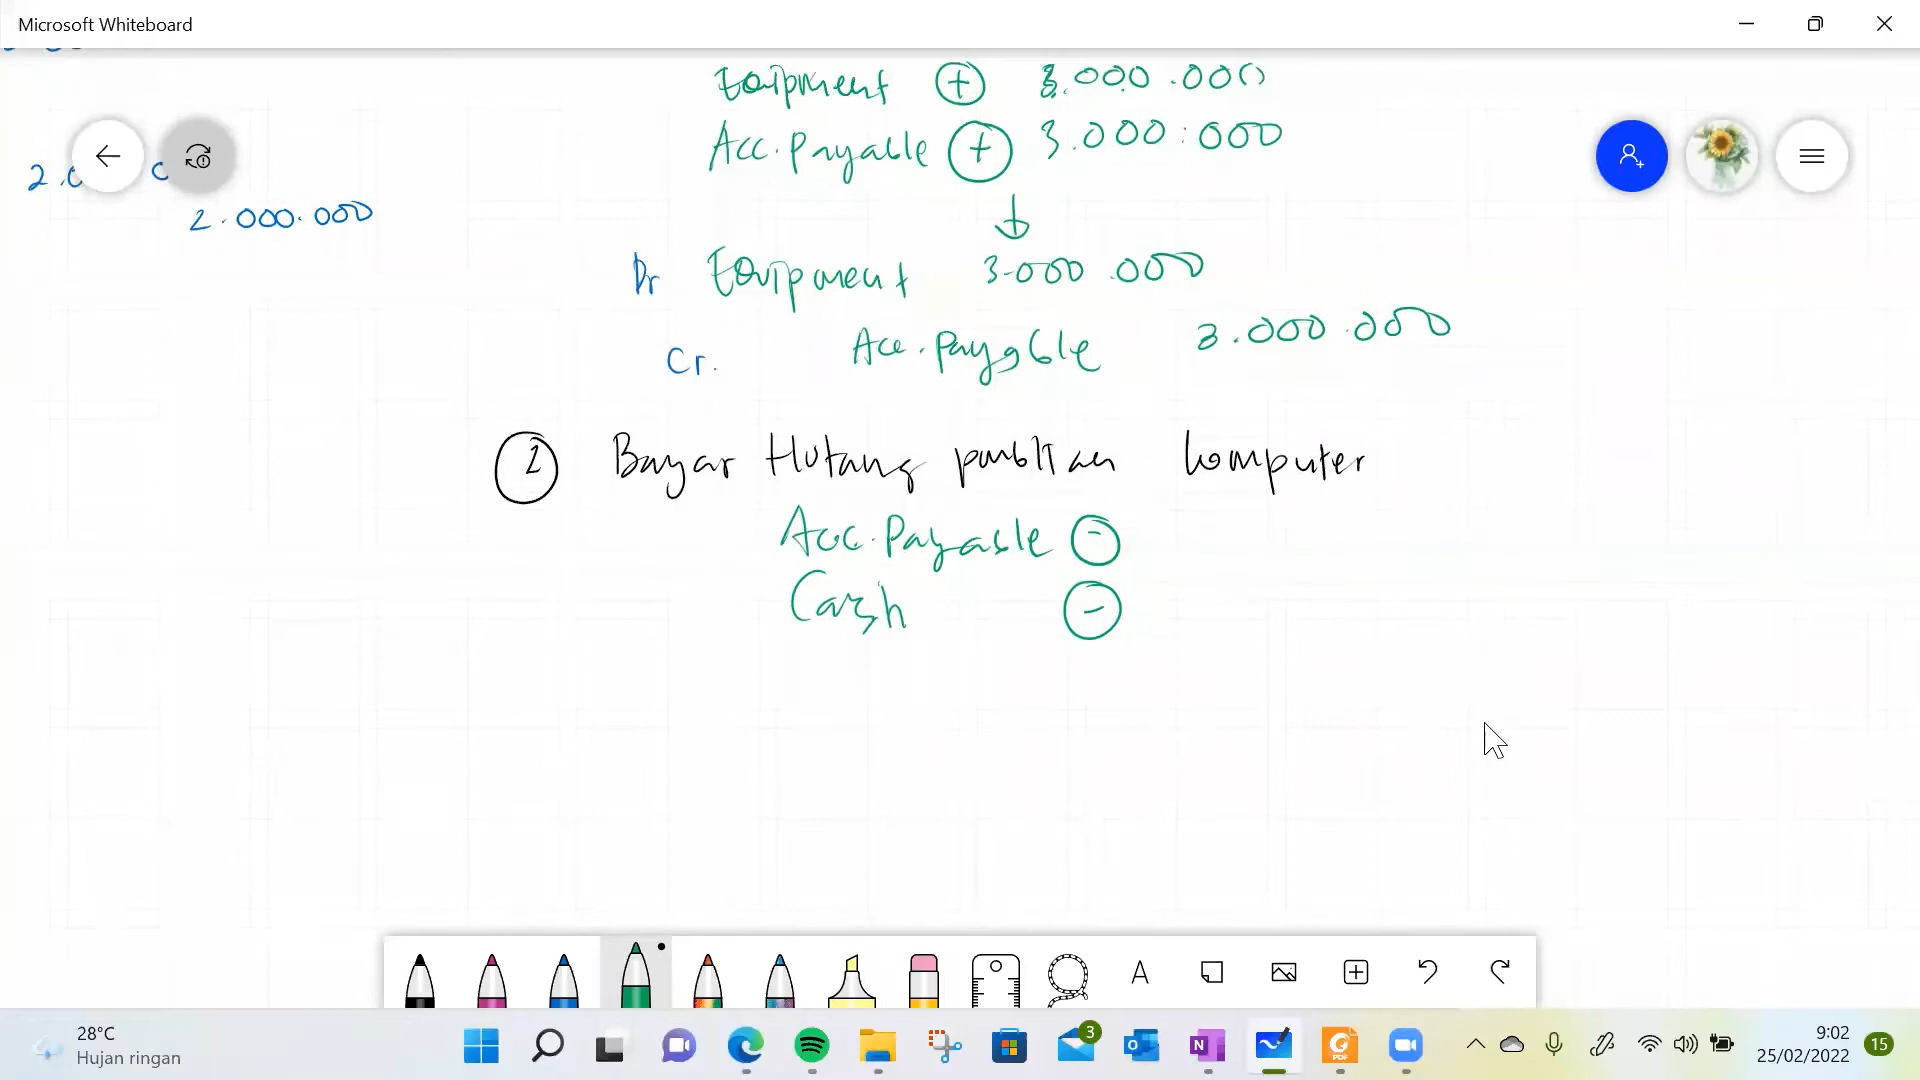 Microsoft Whiteboard
Equipment + 3.000.000
Acc. Payable + 3.000.000
2.000.000
Dr Equipment 3.000.000
Cr. Acc. Payable 3.000.000
2 Bayar Hutang Komputer
Acc. Payable -
Cash -
A
3
28°C
Hujan ringan
9:02
25/02/2022
15